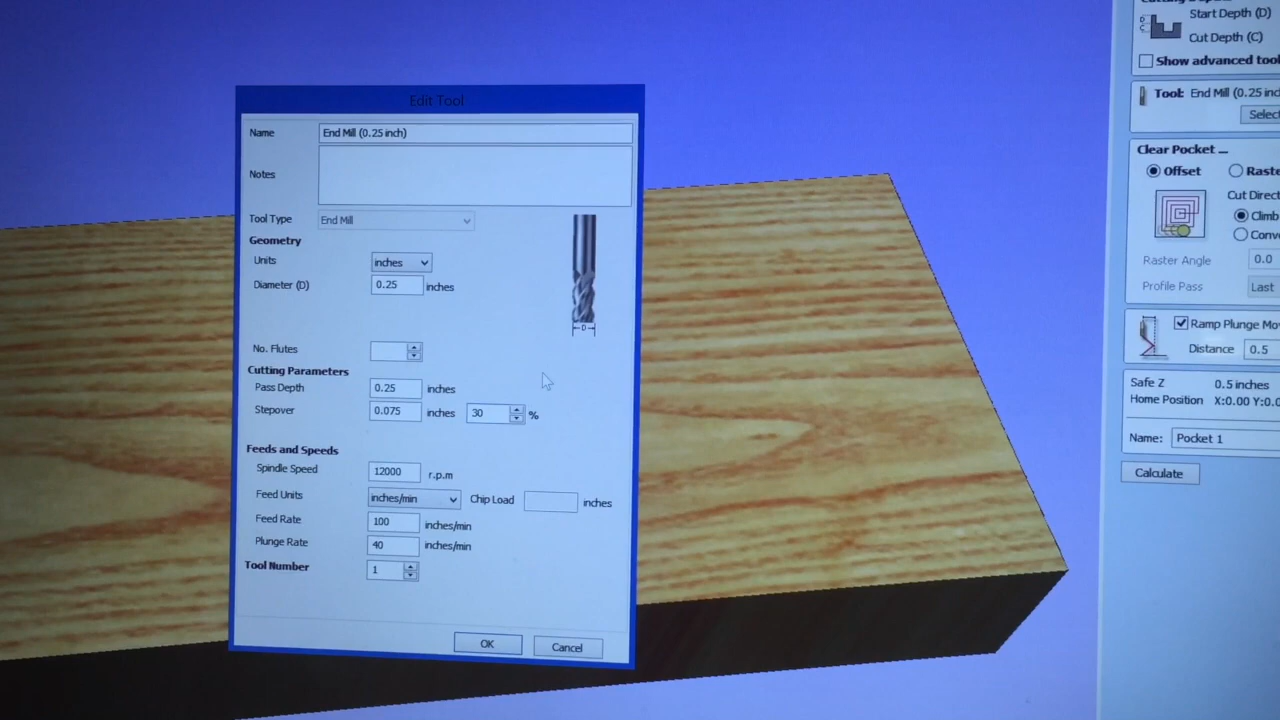 Edit Tool
Name End Mill (0.25 inch)
Notes
Tool Type End Mill
Geometry
Units inches
Diameter (D) 0.25 inches
D
No. Flutes
Cutting Parameters
Pass Depth 0.25 inches
Stepover 0.075 inches 30 %
Feeds and Speeds
Spindle Speed 12000 r.p.m
Feed Units inches/min Chip Load inches
Feed Rate 100 inches/min
Plunge Rate 40 inches/min
Tool Number 1
OK Cancel
Start Depth (D)
Cut Depth (C)
Show advanced tool
Tool: End Mill (0.25 inc
Selec
Clear Pocket ...
Offset Raste
Cut Direc
Climb
Conv
Raster Angle 0.0
Profile Pass Last
Ramp Plunge Mo
Distance 0.5
Safe Z 0.5 inches
Home Position X:0.00 Y:0.0
Name: Pocket 1
Calculate